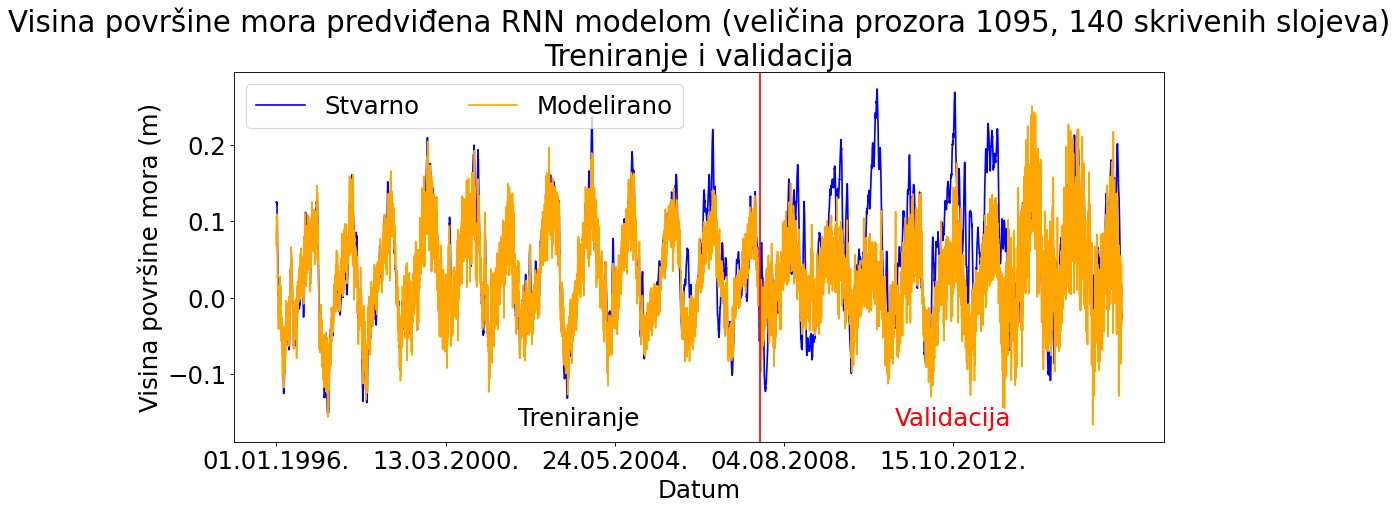 Visina površine mora predviđena RNN modelom (veličina prozora 1095, 140 skrivenih slojeva)
Treniranje i validacija
Stvarno
Modelirano
Visina površine mora (m)
0.2
0.1
0.0
−0.1
Treniranje
Validacija
01.01.1996.
13.03.2000.
24.05.2004.
04.08.2008.
15.10.2012.
Datum